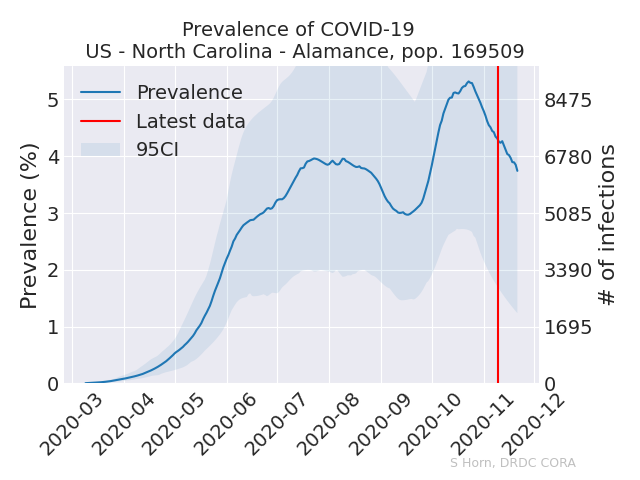 Prevalence of COVID-19
US - North Carolina - Alamance, pop. 169509
Prevalence
Latest data
95CI
Prevalence (%)
5
4
3
2
1
0
8475
6780
5085
3390
1695
0
# of infections
2020-03
2020-04
2020-05
2020-06
2020-07
2020-08
2020-09
2020-10
2020-11
2020-12
S Horn, DRDC CORA